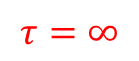 τ = ∞